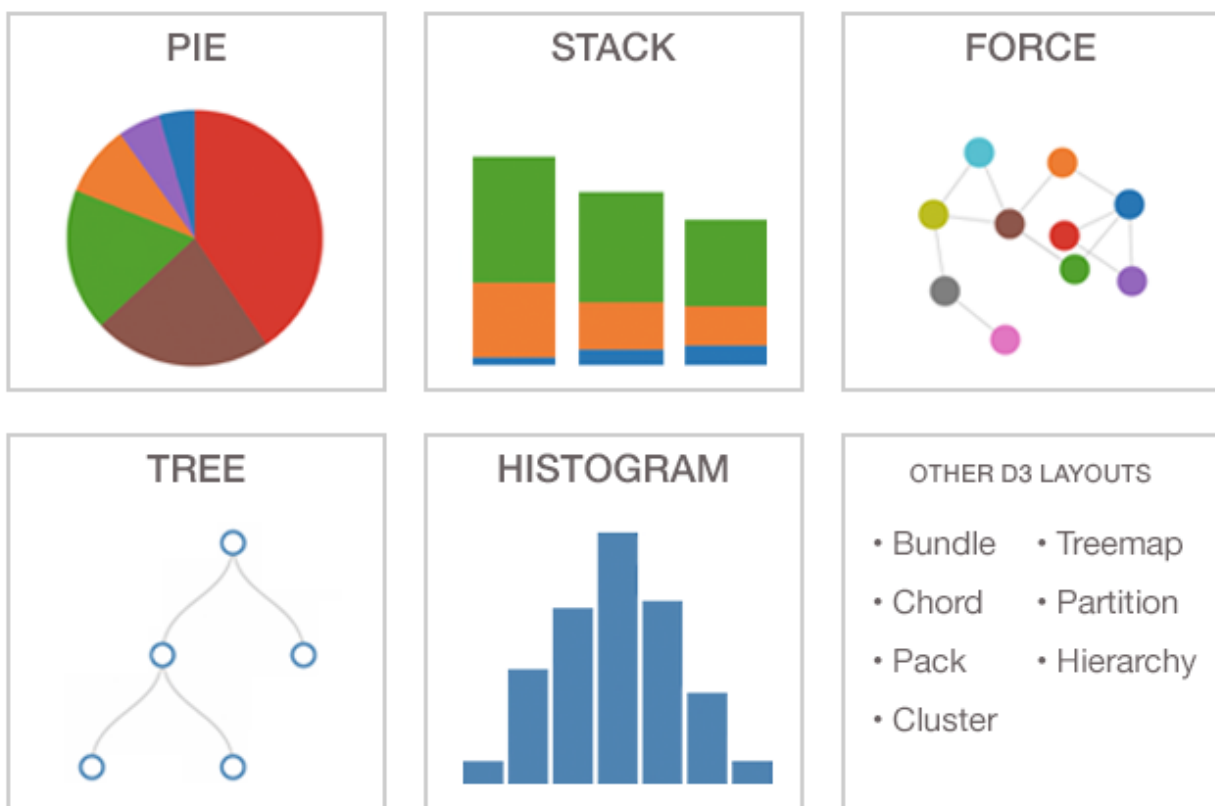 PIE
STACK
FORCE
TREE
HISTOGRAM
OTHER D3 LAYOUTS
• Bundle
• Chord
• Pack
• Cluster
• Treemap
• Partition
• Hierarchy